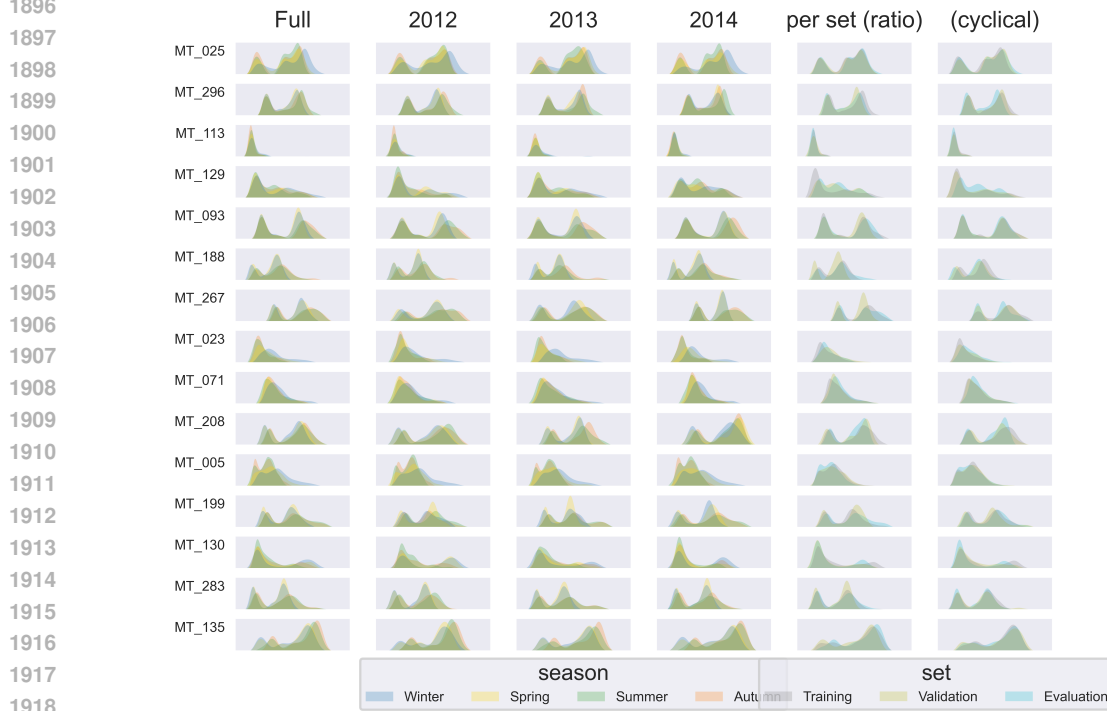 1896
Full 2012 2013 2014 per set (ratio) (cyclical)
1897
MT_025
1898
MT_296
1899
1900
MT_113
1901
MT_129
1902
MT_093
1903
1904
MT_188
1905
MT_267
1906
MT_023
1907
MT_071
1908
1909
MT_208
1910
MT_005
1911
MT_199
1912
1913
MT_130
1914
MT_283
1915
MT_135
1916
1917
season set
Winter Spring Summer Autumn Training Validation Evaluation
1918